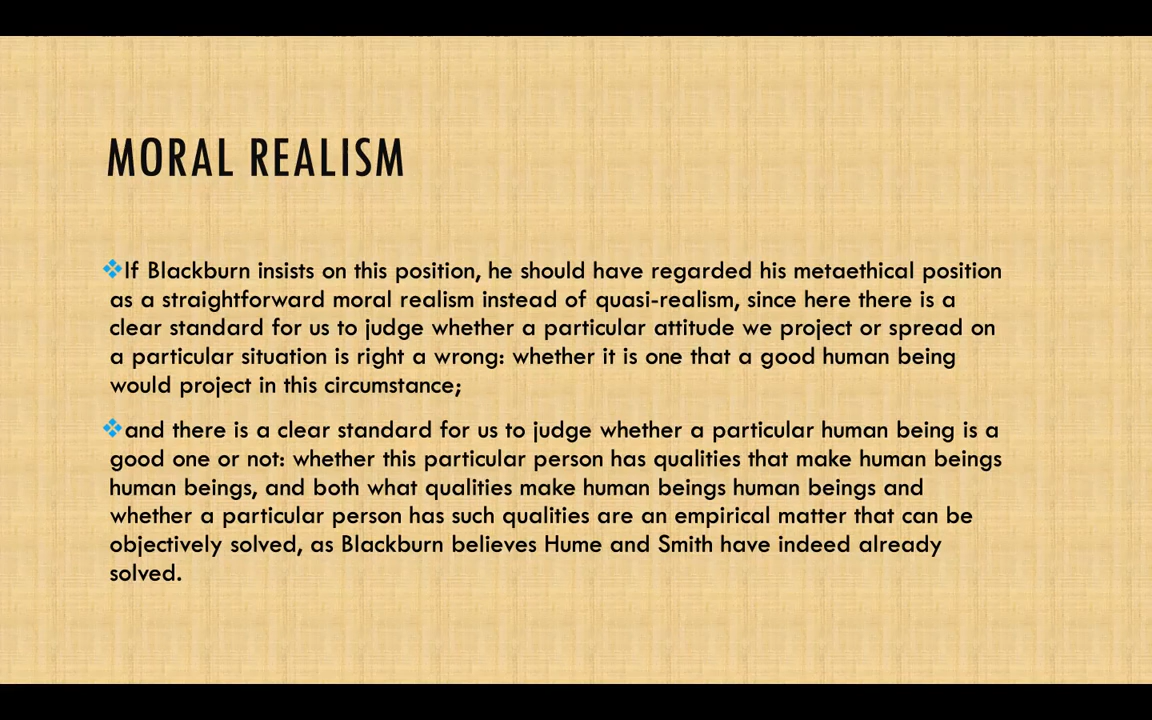 MORAL REALISM
❖If Blackburn insists on this position, he should have regarded his metaethical position
as a straightforward moral realism instead of quasi-realism, since here there is a
clear standard for us to judge whether a particular attitude we project or spread on
a particular situation is right a wrong: whether it is one that a good human being
would project in this circumstance;
❖and there is a clear standard for us to judge whether a particular human being is a
good one or not: whether this particular person has qualities that make human beings
human beings, and both what qualities make human beings human beings and
whether a particular person has such qualities are an empirical matter that can be
objectively solved, as Blackburn believes Hume and Smith have indeed already
solved.